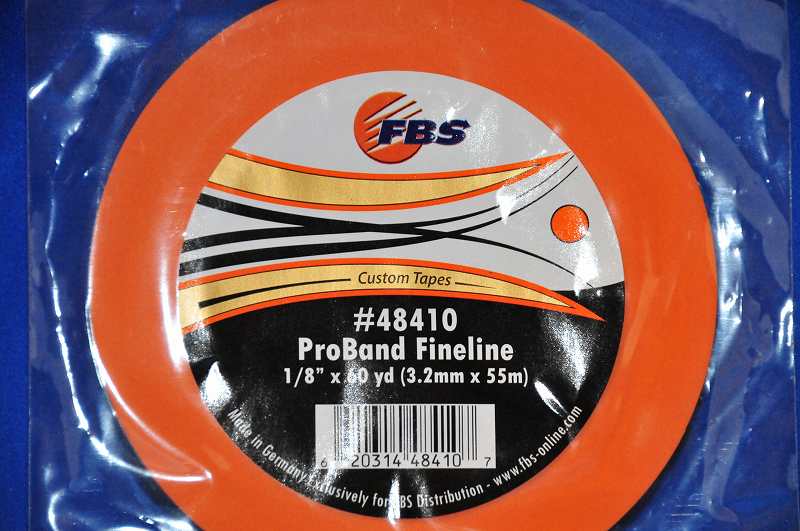 FBS
Custom Tapes
#48410
ProBand Fineline
1/8" x 60 yd (3.2mm x 55m)
6 20314 48410 7
Made in Germany Exclusively for FBS Distribution - www.fbs-online.com